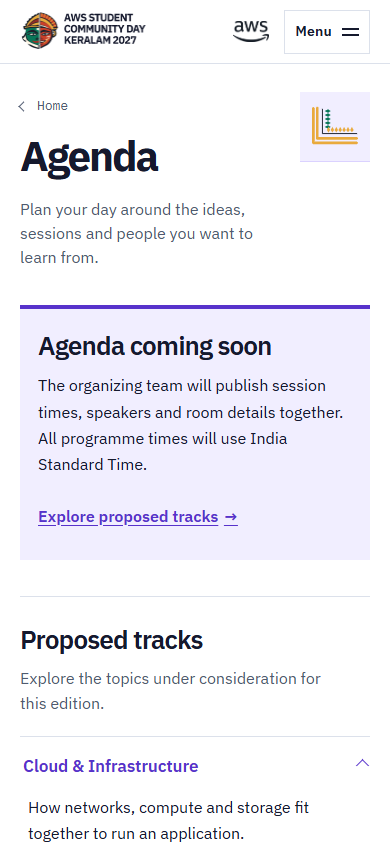 AWS STUDENT
COMMUNITY DAY
KERALAM 2027
aws
Menu
Home
Agenda
Plan your day around the ideas,
sessions and people you want to
learn from.
Agenda coming soon
The organizing team will publish session
times, speakers and room details together.
All programme times will use India
Standard Time.
Explore proposed tracks →
Proposed tracks
Explore the topics under consideration for
this edition.
Cloud & Infrastructure
How networks, compute and storage fit
together to run an application.